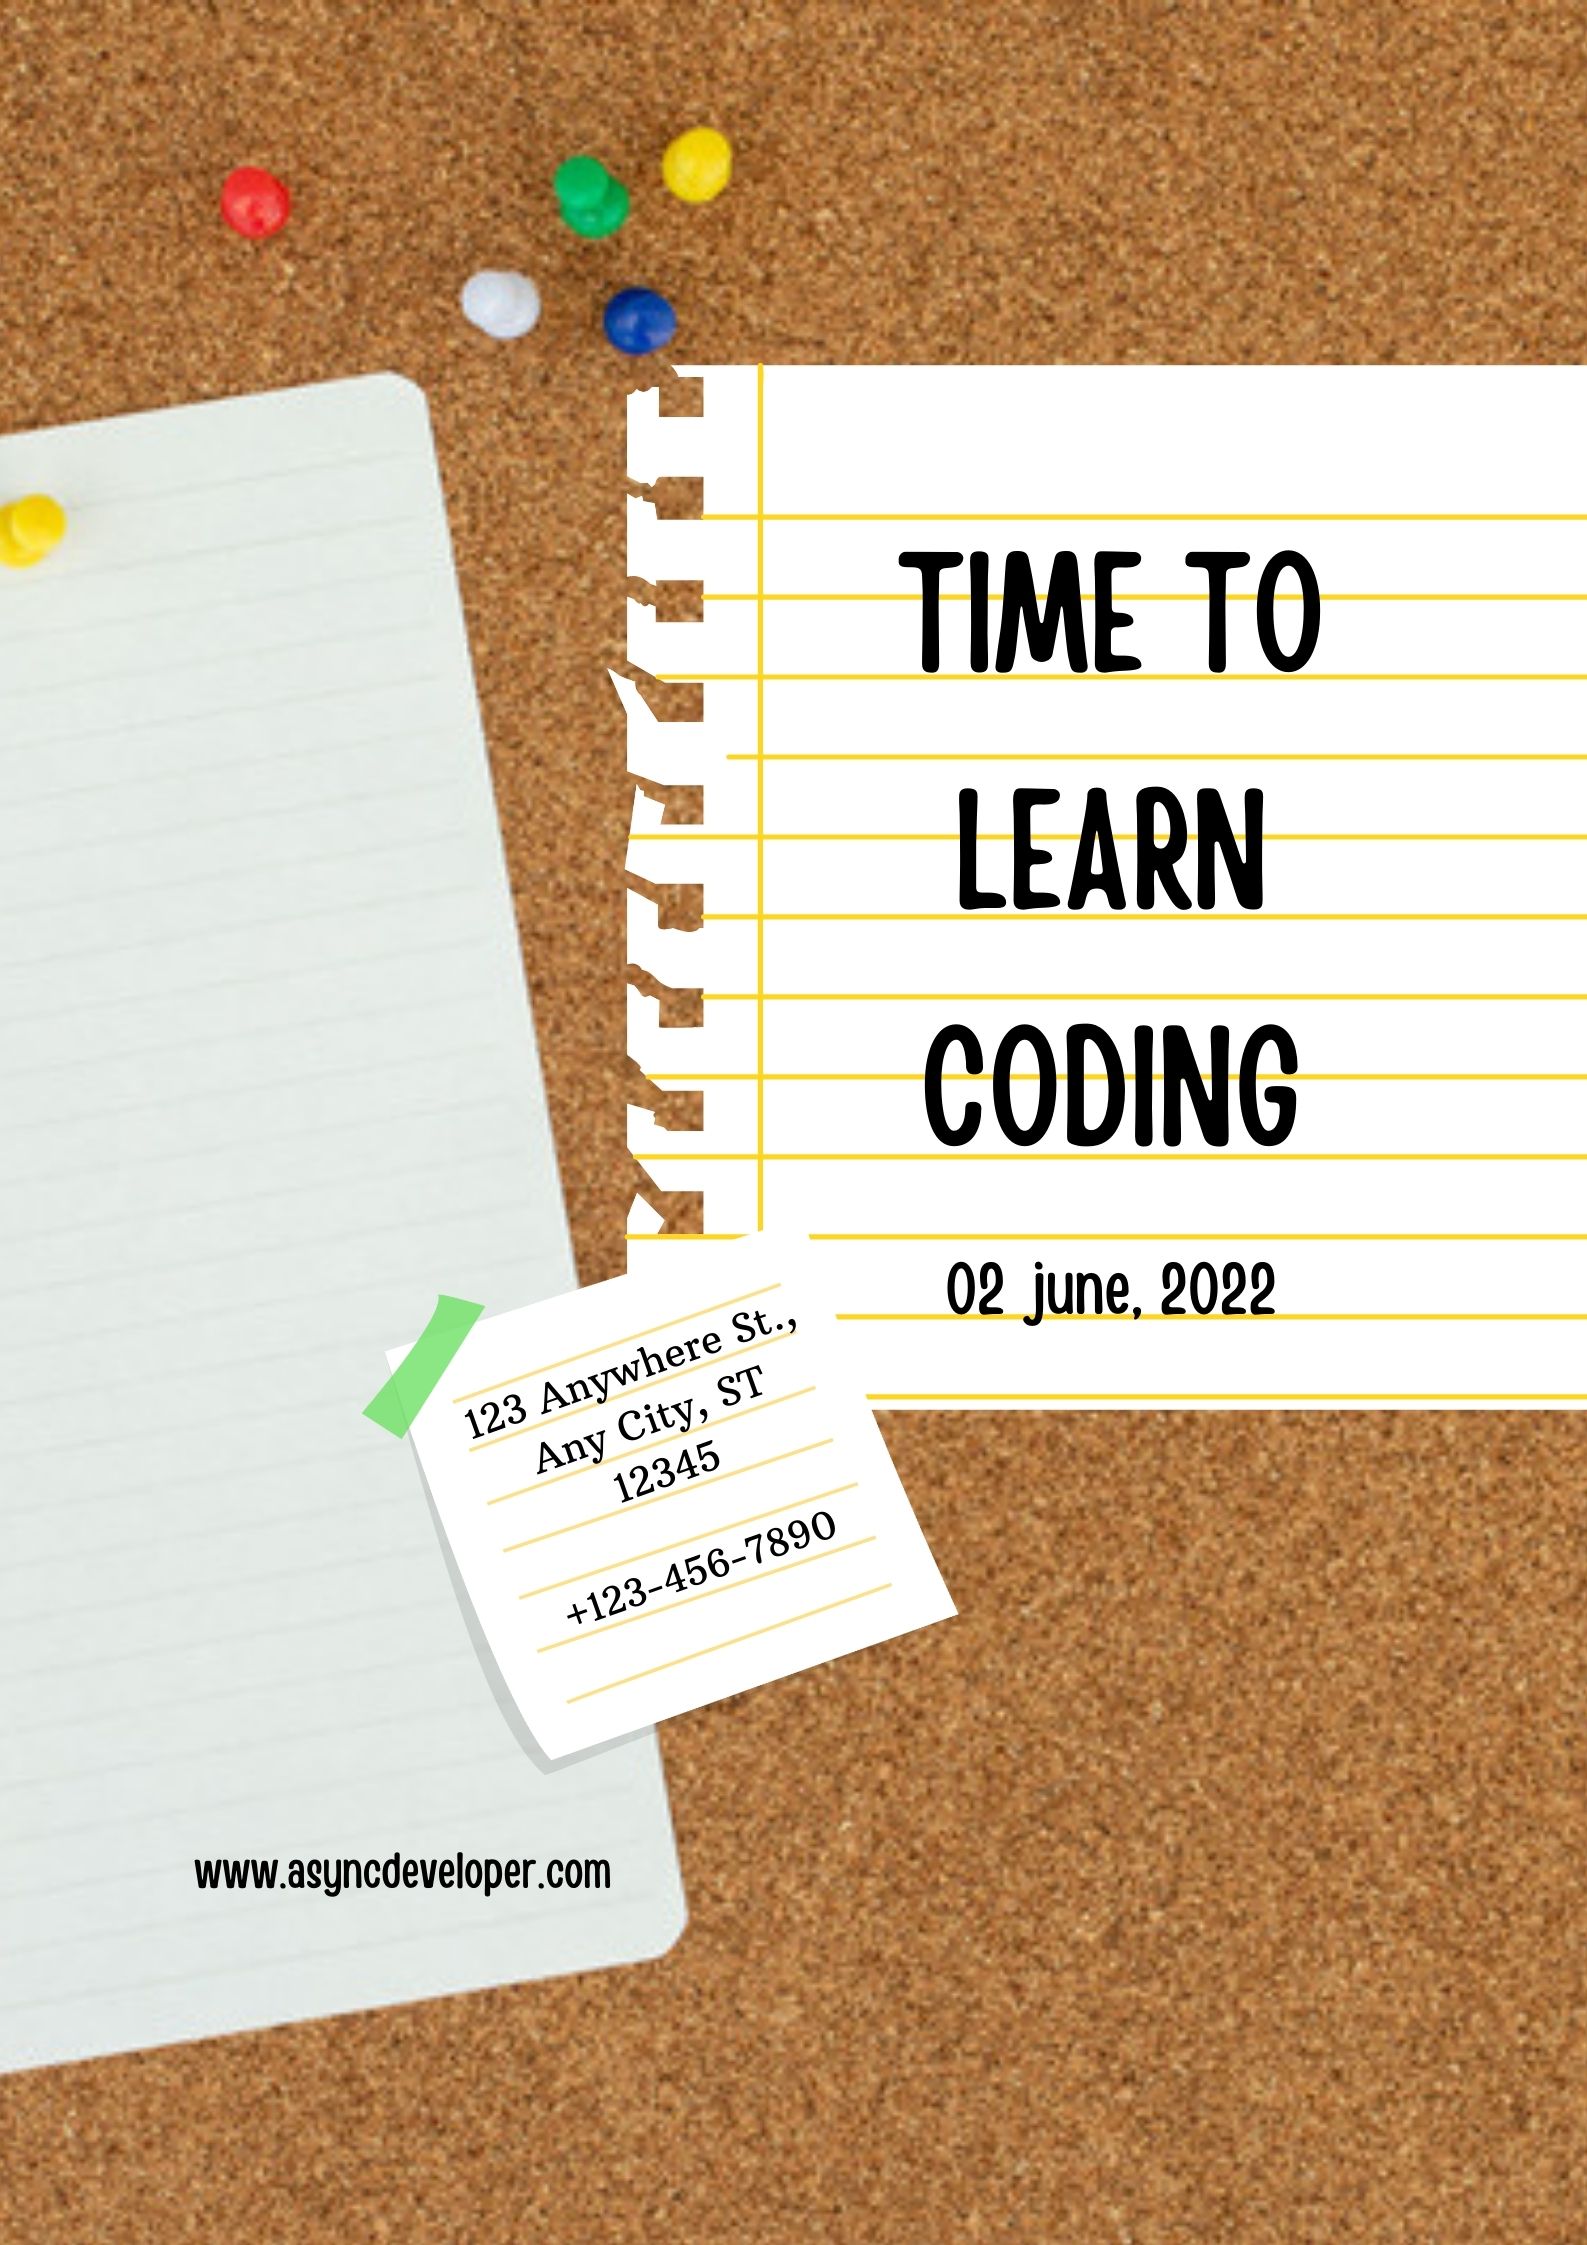 TIME TO
LEARN
CODING
02 june, 2022
123 Anywhere St.,
Any City, ST
12345
+123-456-7890
www.asyncdeveloper.com